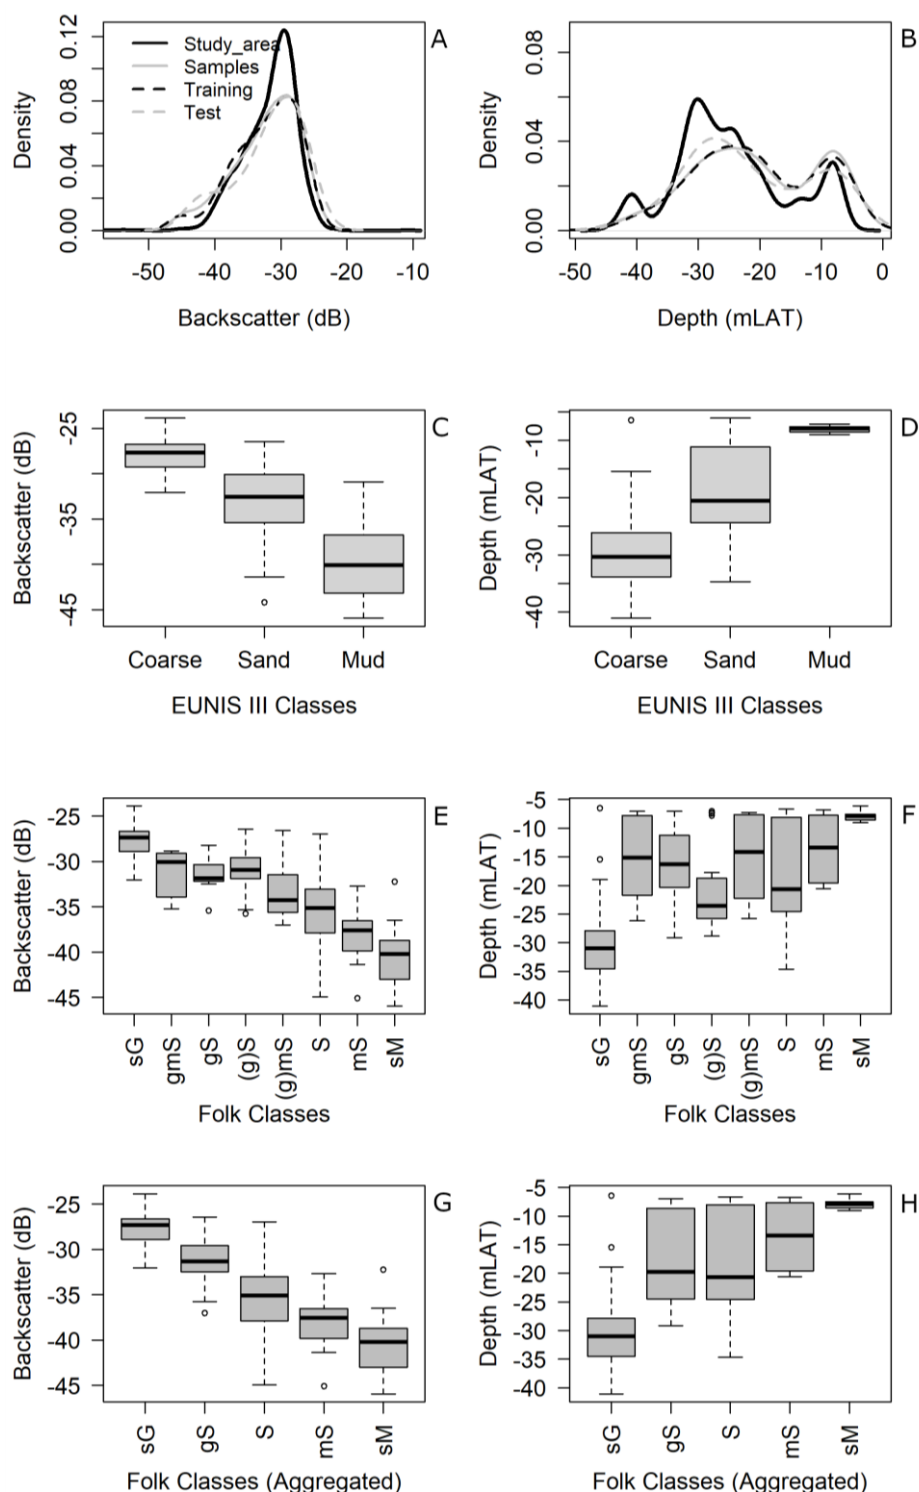 A
Density
0.00
0.04
0.08
0.12
Study_area
Samples
Training
Test
-50
-40
-30
-20
-10
Backscatter (dB)
B
Density
0.00
0.04
0.08
-50
-40
-30
-20
-10
0
Depth (mLAT)
C
Backscatter (dB)
-45
-35
-25
Coarse
Sand
Mud
EUNIS III Classes
D
Depth (mLAT)
-40
-30
-20
-10
Coarse
Sand
Mud
EUNIS III Classes
E
Backscatter (dB)
-25
-30
-35
-40
-45
sG
gmS
gS
(g)S
(g)mS
S
mS
sM
Folk Classes
F
Depth (mLAT)
-5
-10
-15
-20
-25
-30
-35
-40
sG
gmS
gS
(g)S
(g)mS
S
mS
sM
Folk Classes
G
Backscatter (dB)
-25
-30
-35
-40
-45
sG
gS
S
mS
sM
Folk Classes (Aggregated)
H
Depth (mLAT)
-5
-10
-15
-20
-25
-30
-35
-40
sG
gS
S
mS
sM
Folk Classes (Aggregated)